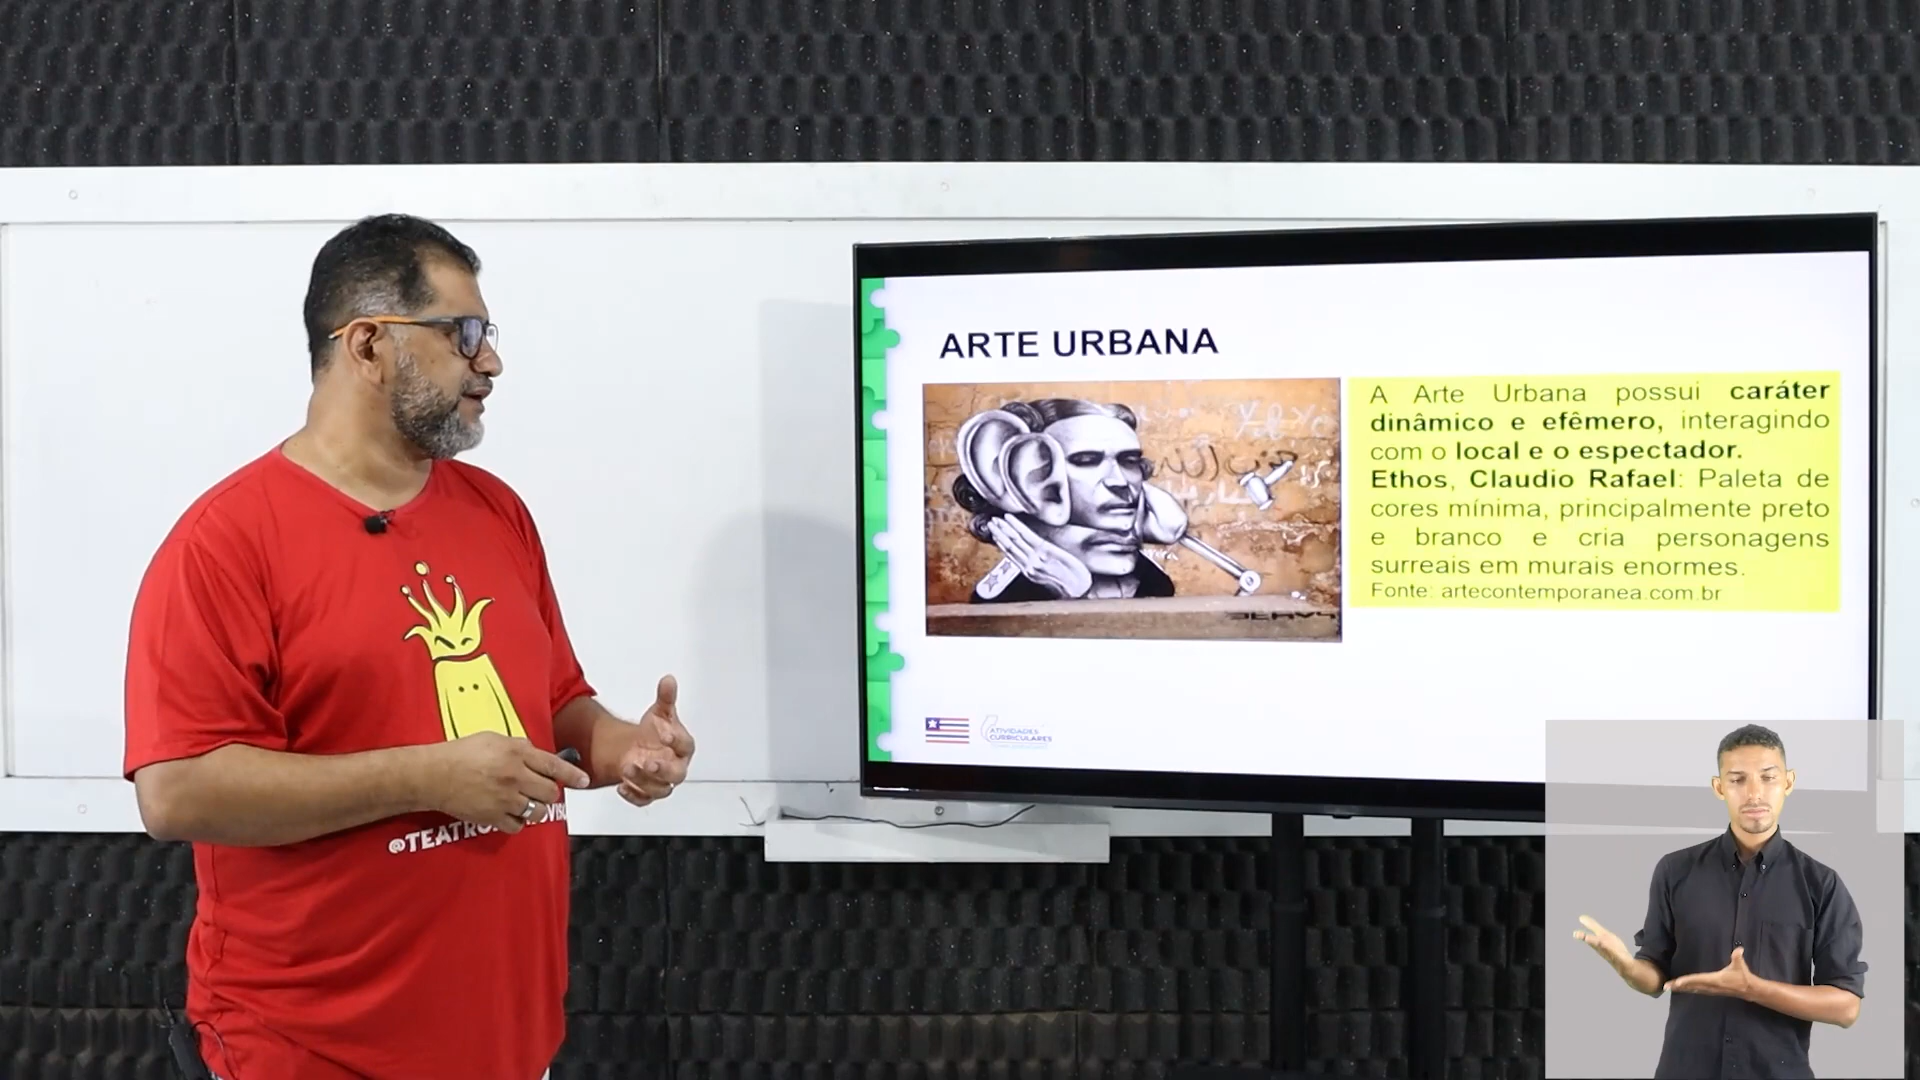 ARTE URBANA
A Arte Urbana possui caráter
dinâmico e efêmero, interagindo
com o local e o espectador.
Ethos, Claudio Rafael: Paleta de
cores mínima, principalmente preto
e branco e cria personagens
surreais em murais enormes.
Fonte: artecontemporanea.com.br
ATIVIDADES
CURRICULARES